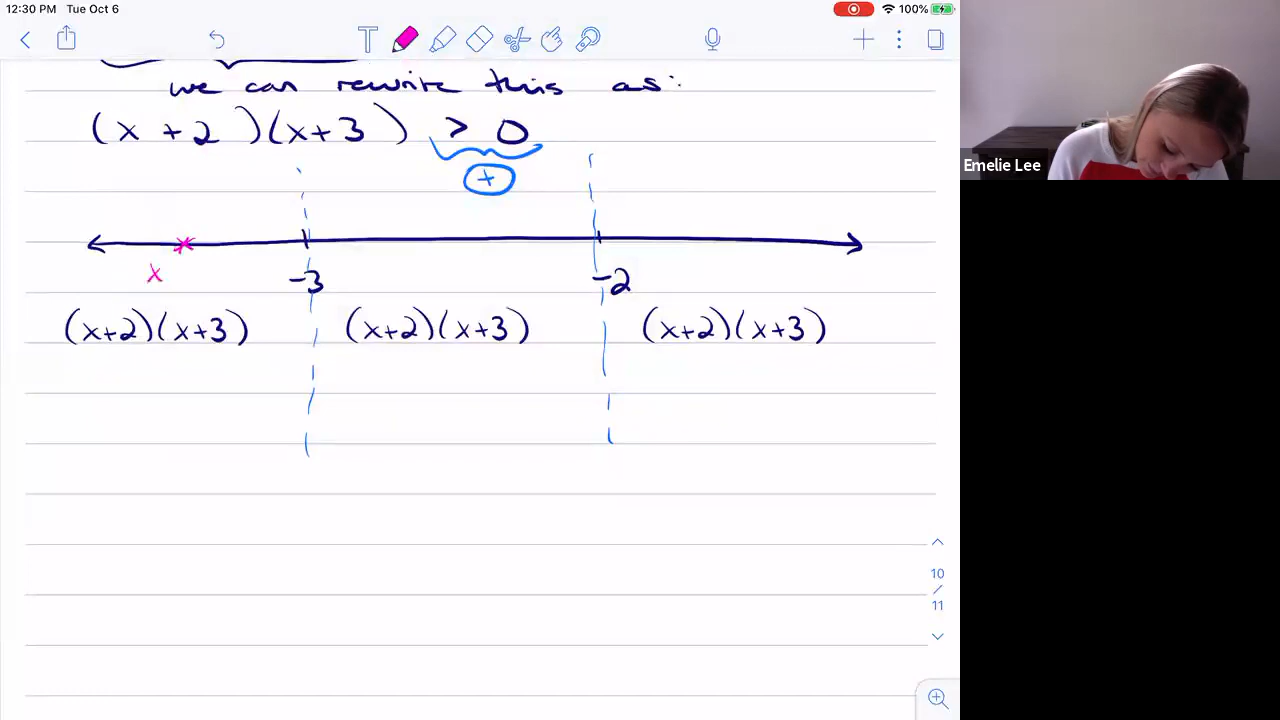 12:30 PM Tue Oct 6
100%
we can rewrite this as:
(x + 2)(x+3) > 0
+
Emelie Lee
x
-3
-2
(x+2)(x+3) (x+2)(x+3) (x+2)(x+3)
10
/
11